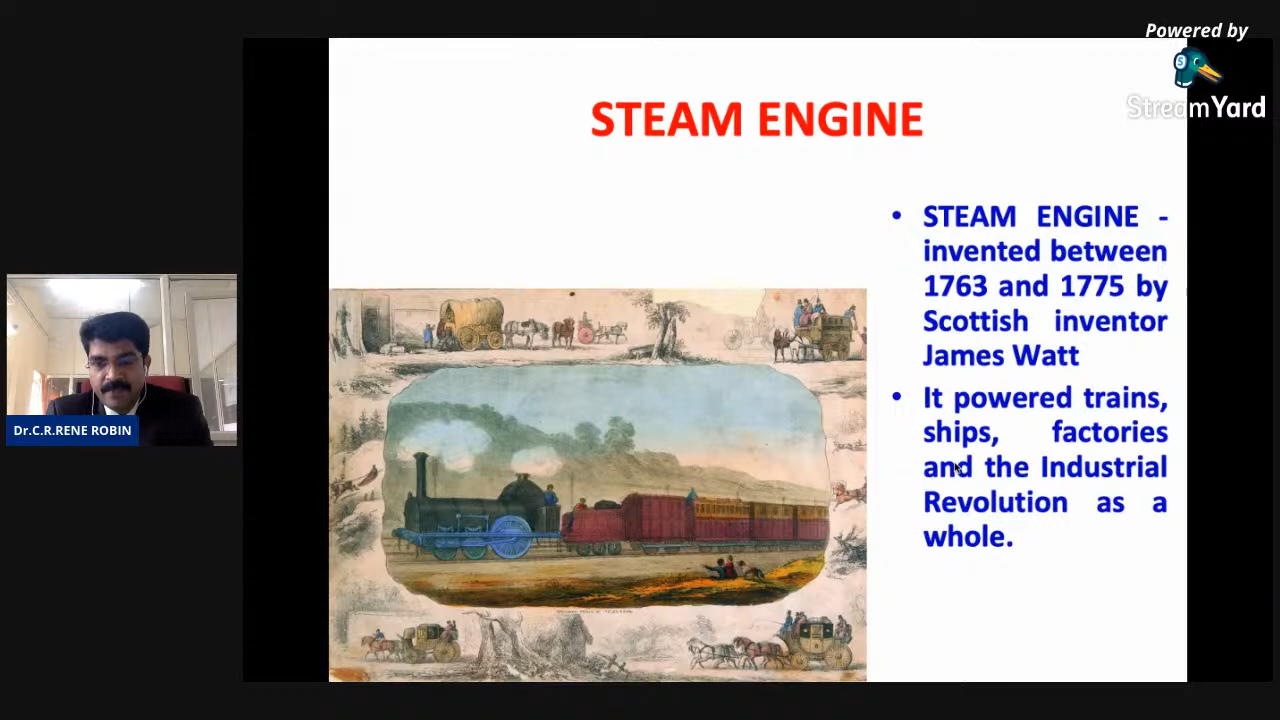 Powered by
StreamYard
STEAM ENGINE
• STEAM ENGINE -
invented between
1763 and 1775 by
Scottish inventor
James Watt
• It powered trains,
ships, factories
and the Industrial
Revolution as a
whole.
Dr.C.R.RENE ROBIN